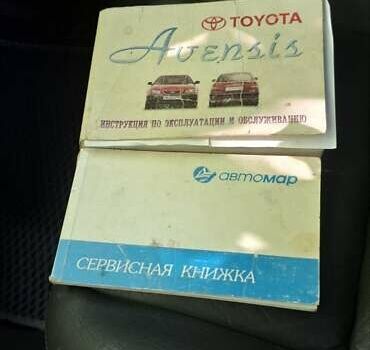 TOYOTA
Avensis
ИНСТРУКЦИЯ ПО ЭКСПЛУАТАЦИИ И ОБСЛУЖИВАНИЮ
автомар
СЕРВИСНАЯ КНИЖКА